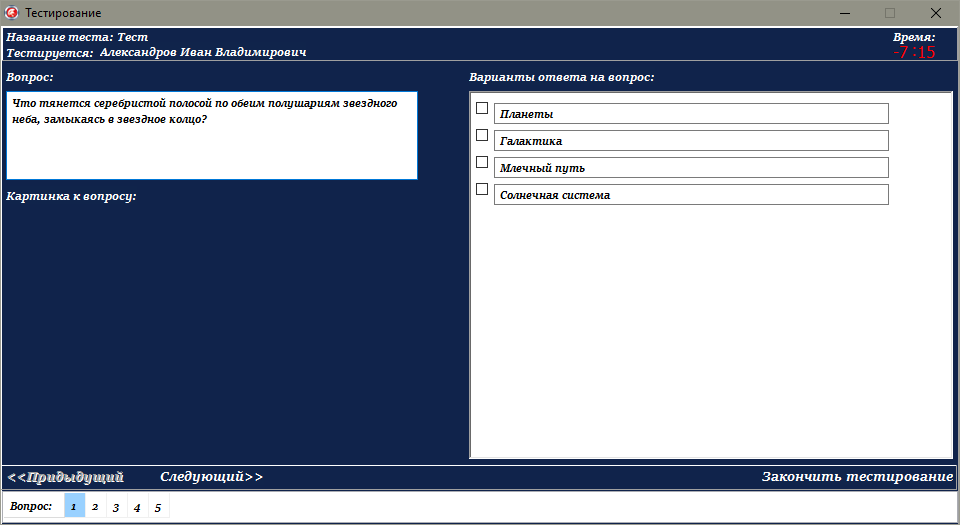 Тестирование
Название теста: Тест
Время:
Тестируется: Александров Иван Владимирович
-7:15
Вопрос:
Варианты ответа на вопрос:
Что тянется серебристой полосой по обеим полушариям звездного
неба, замыкаясь в звездное колцо?
Планеты
Галактика
Млечный путь
Солнечная система
Картинка к вопросу:
<<Придыдущий
Следующий>>
Закончить тестирование
Вопрос: 1 2 3 4 5